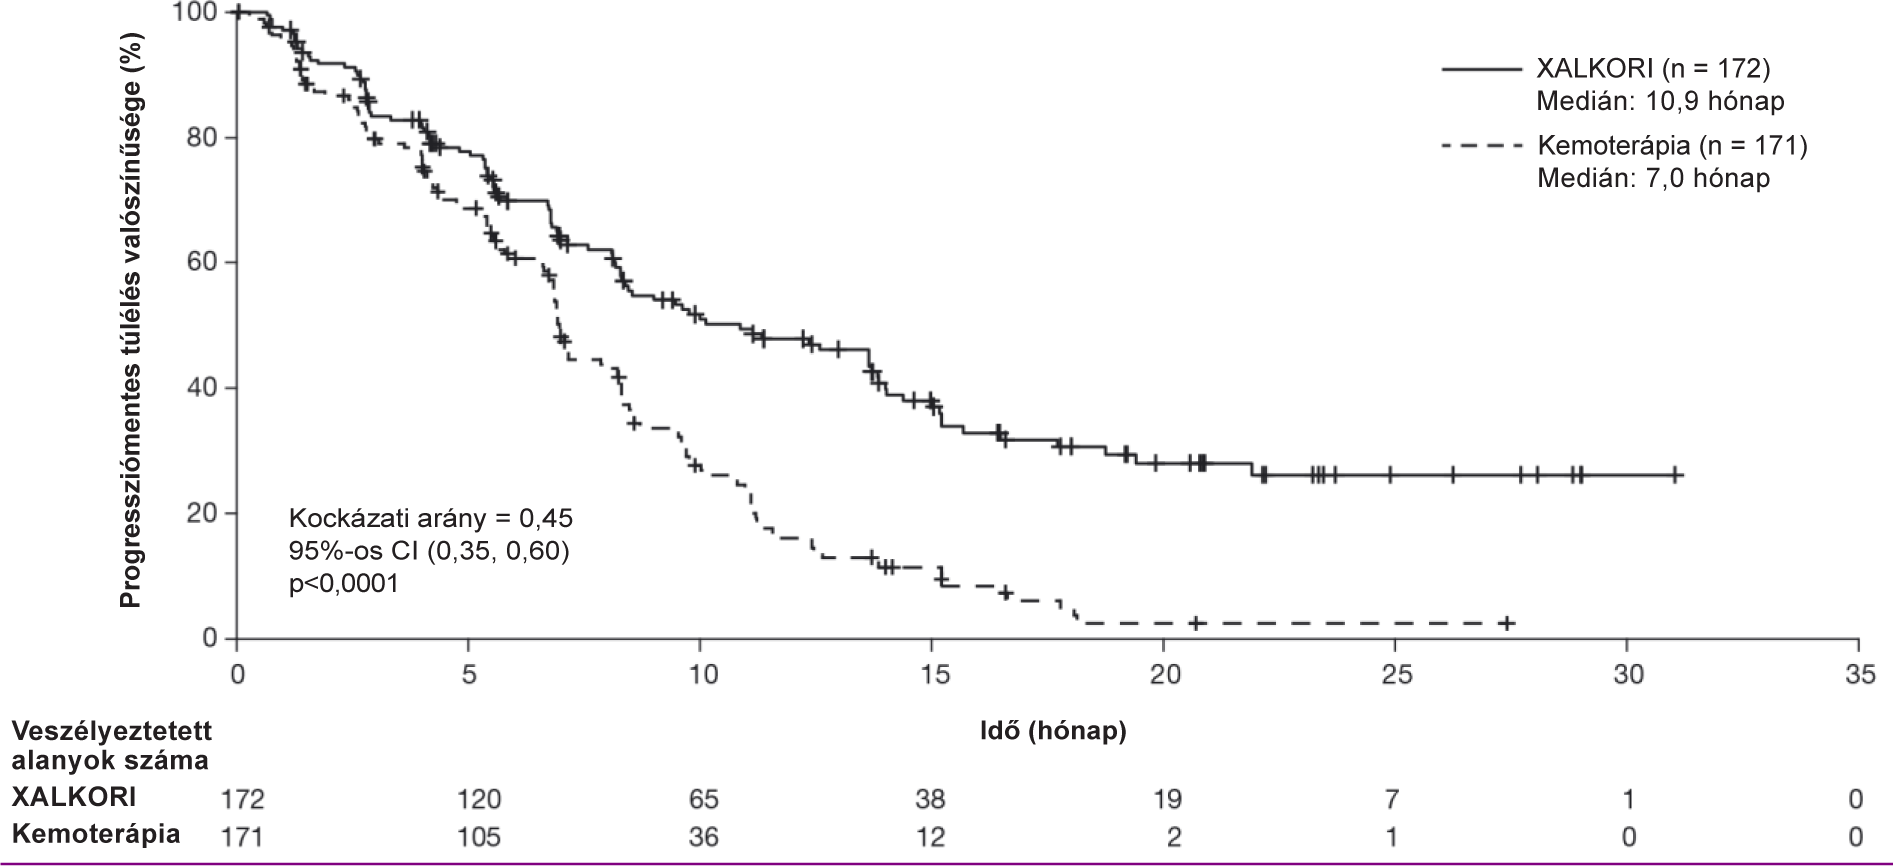 Progressziómentes túlélés valószínűsége (%)
100
80
60
40
20
0
XALKORI (n = 172)
Medián: 10,9 hónap
Kemoterápia (n = 171)
Medián: 7,0 hónap
Kockázati arány = 0,45
95%-os CI (0,35, 0,60)
p<0,0001
0 5 10 15 20 25 30 35
Idő (hónap)
Veszélyeztetett
alanyok száma
XALKORI 172 120 65 38 19 7 1 0
Kemoterápia 171 105 36 12 2 1 0 0